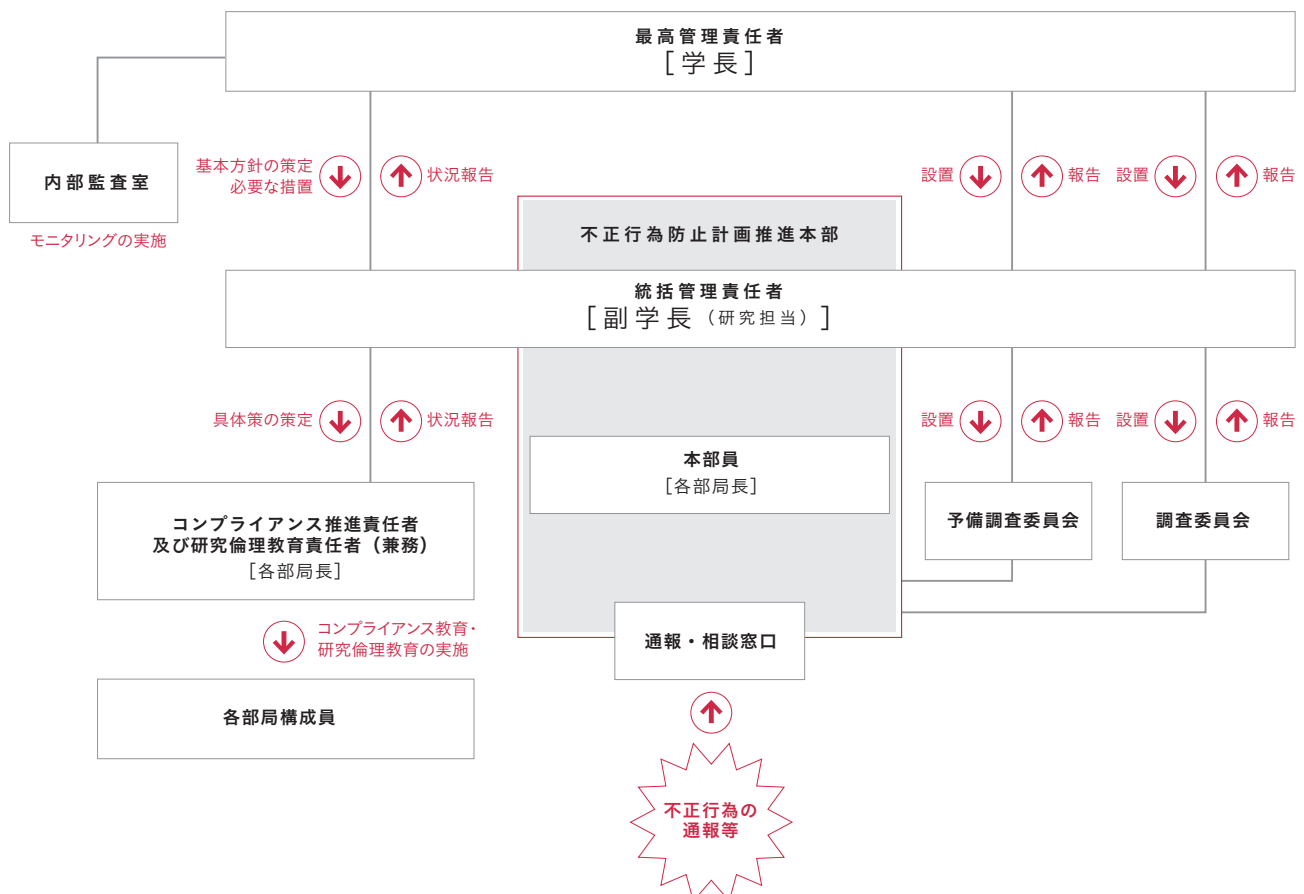 最高管理責任者
[学長]
内部監査室
モニタリングの実施
基本方針の策定
必要な措置
状況報告
設置
報告
設置
報告
不正行為防止計画推進本部
統括管理責任者
[副学長(研究担当)]
具体策の策定
状況報告
設置
報告
設置
報告
本部員
[各部局長]
コンプライアンス推進責任者
及び研究倫理教育責任者(兼務)
[各部局長]
予備調査委員会
調査委員会
コンプライアンス教育・
研究倫理教育の実施
通報・相談窓口
各部局構成員
不正行為の
通報等